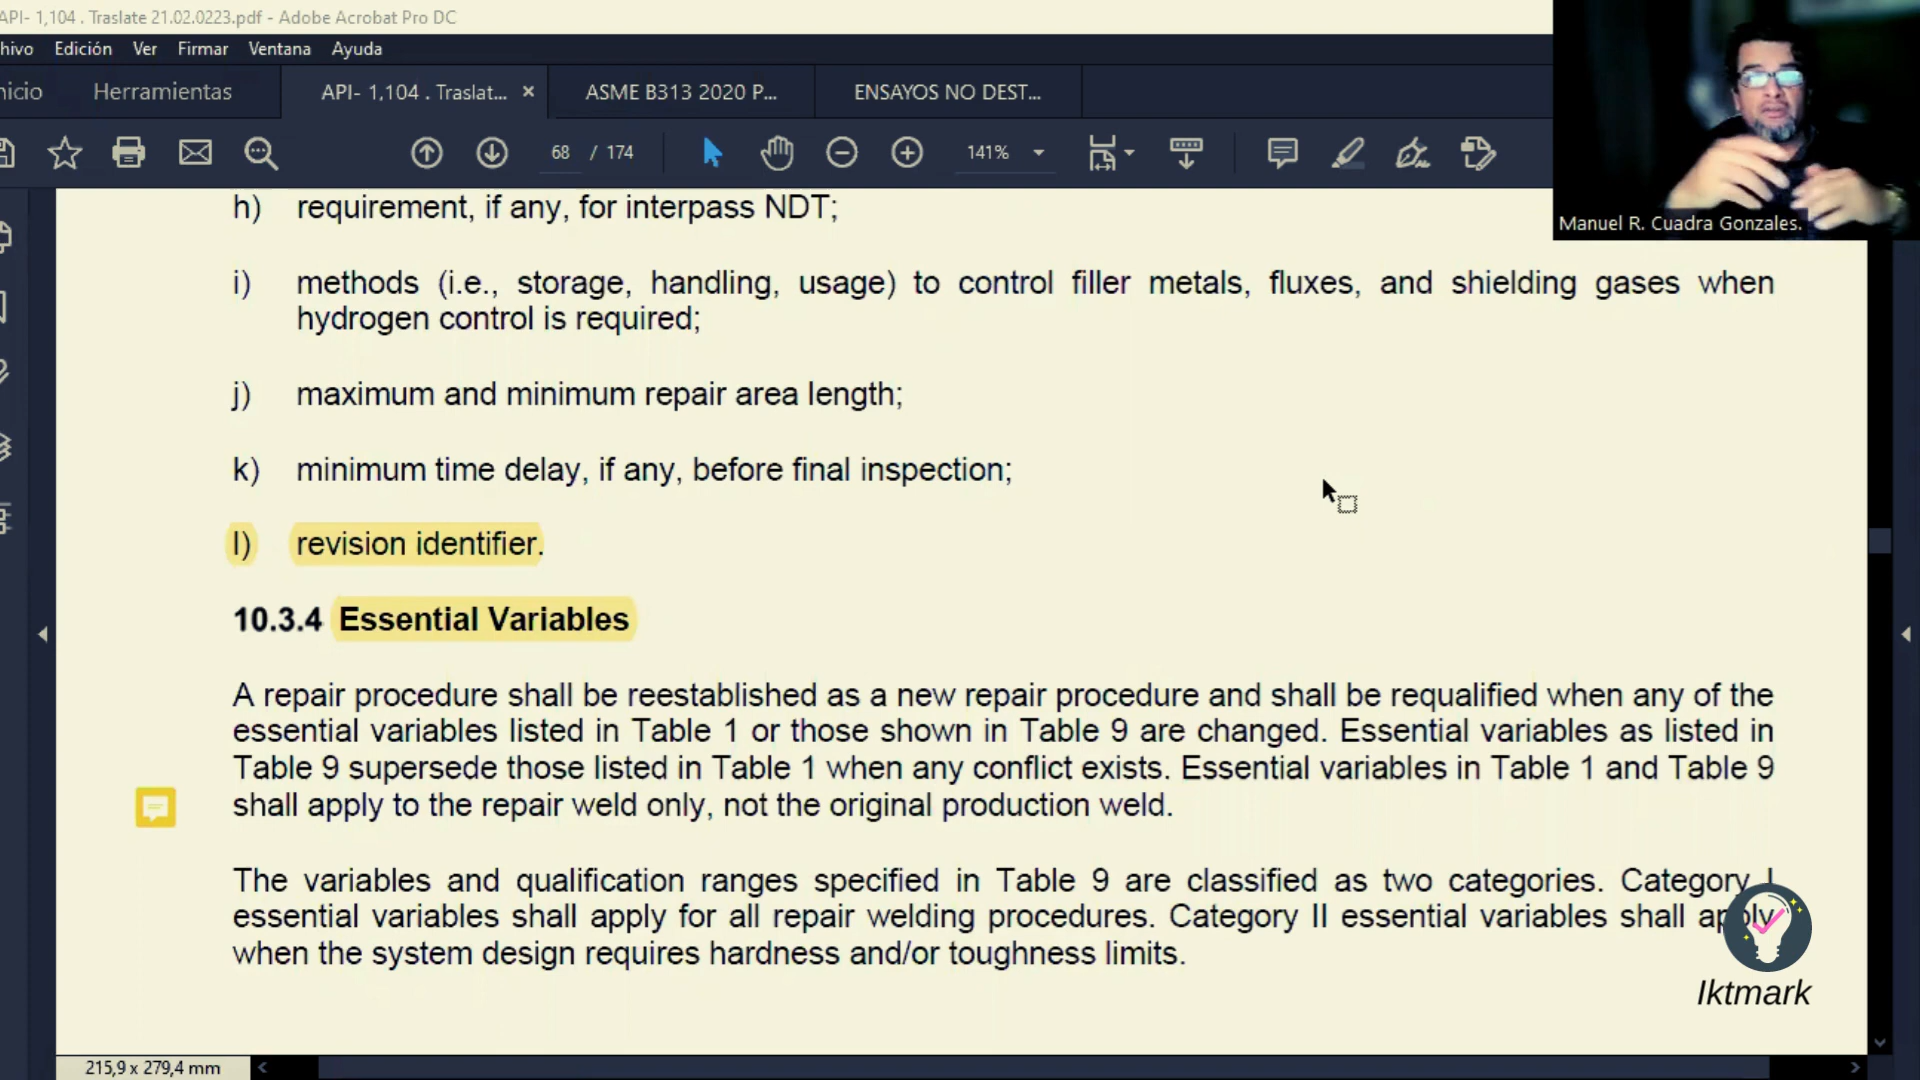 API- 1,104 . Traslate 21.02.0223.pdf - Adobe Acrobat Pro DC
hivo Edición Ver Firmar Ventana Ayuda
nicio Herramientas API- 1,104 . Traslat... × ASME B313 2020 P... ENSAYOS NO DEST...
68 / 174 141%
Manuel R. Cuadra Gonzales.
h) requirement, if any, for interpass NDT;
i) methods (i.e., storage, handling, usage) to control filler metals, fluxes, and shielding gases when
hydrogen control is required;
j) maximum and minimum repair area length;
k) minimum time delay, if any, before final inspection;
l) revision identifier.
10.3.4 Essential Variables
A repair procedure shall be reestablished as a new repair procedure and shall be requalified when any of the
essential variables listed in Table 1 or those shown in Table 9 are changed. Essential variables as listed in
Table 9 supersede those listed in Table 1 when any conflict exists. Essential variables in Table 1 and Table 9
shall apply to the repair weld only, not the original production weld.
The variables and qualification ranges specified in Table 9 are classified as two categories. Category I
essential variables shall apply for all repair welding procedures. Category II essential variables shall apply
when the system design requires hardness and/or toughness limits.
Iktmark
215,9 x 279,4 mm